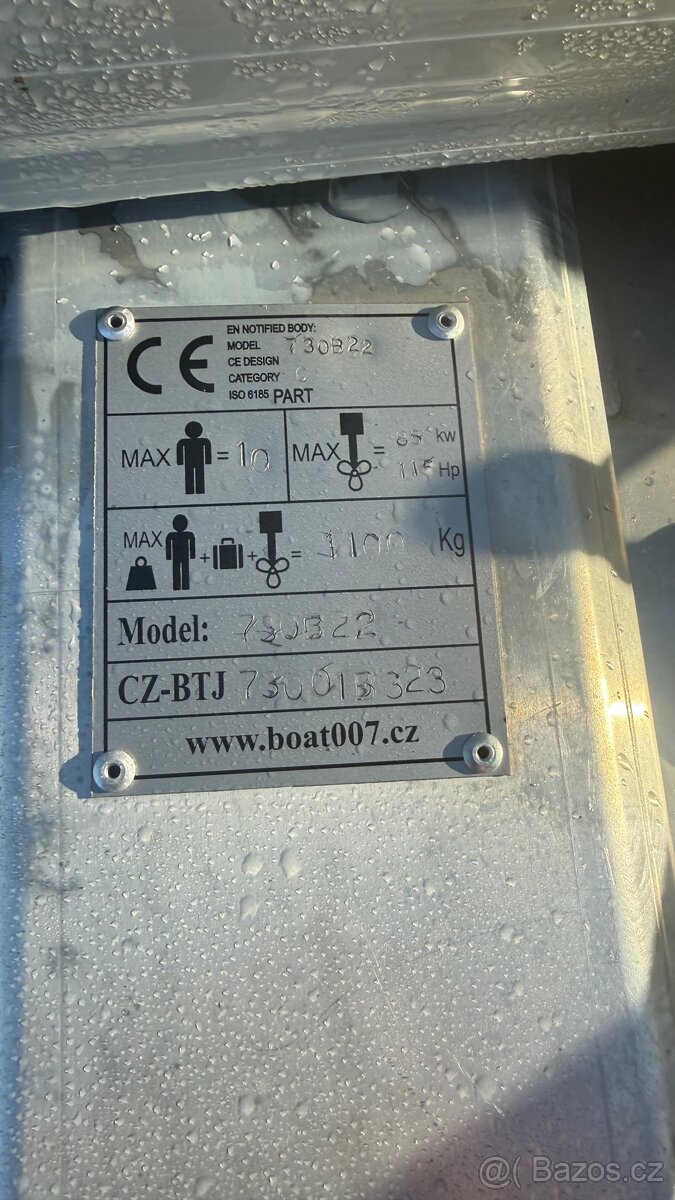 CE
EN NOTIFIED BODY:
MODEL 730B22
CE DESIGN
CATEGORY C
ISO 6185 PART
MAX = 10
MAX = 85 kw
115 Hp
MAX + + = 1100 Kg
Model: 730B22
CZ-BTJ 73001B323
www.boat007.cz
@( Bazos.cz